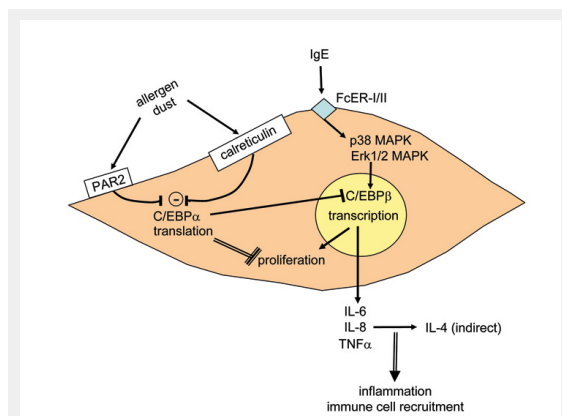 IgE
FcER-I/II
allergen
dust
calreticulin
p38 MAPK
Erk1/2 MAPK
PAR2
-
C/EBPα
translation
C/EBPβ
transcription
proliferation
IL-6
IL-8
TNFα
IL-4 (indirect)
inflammation
immune cell recruitment